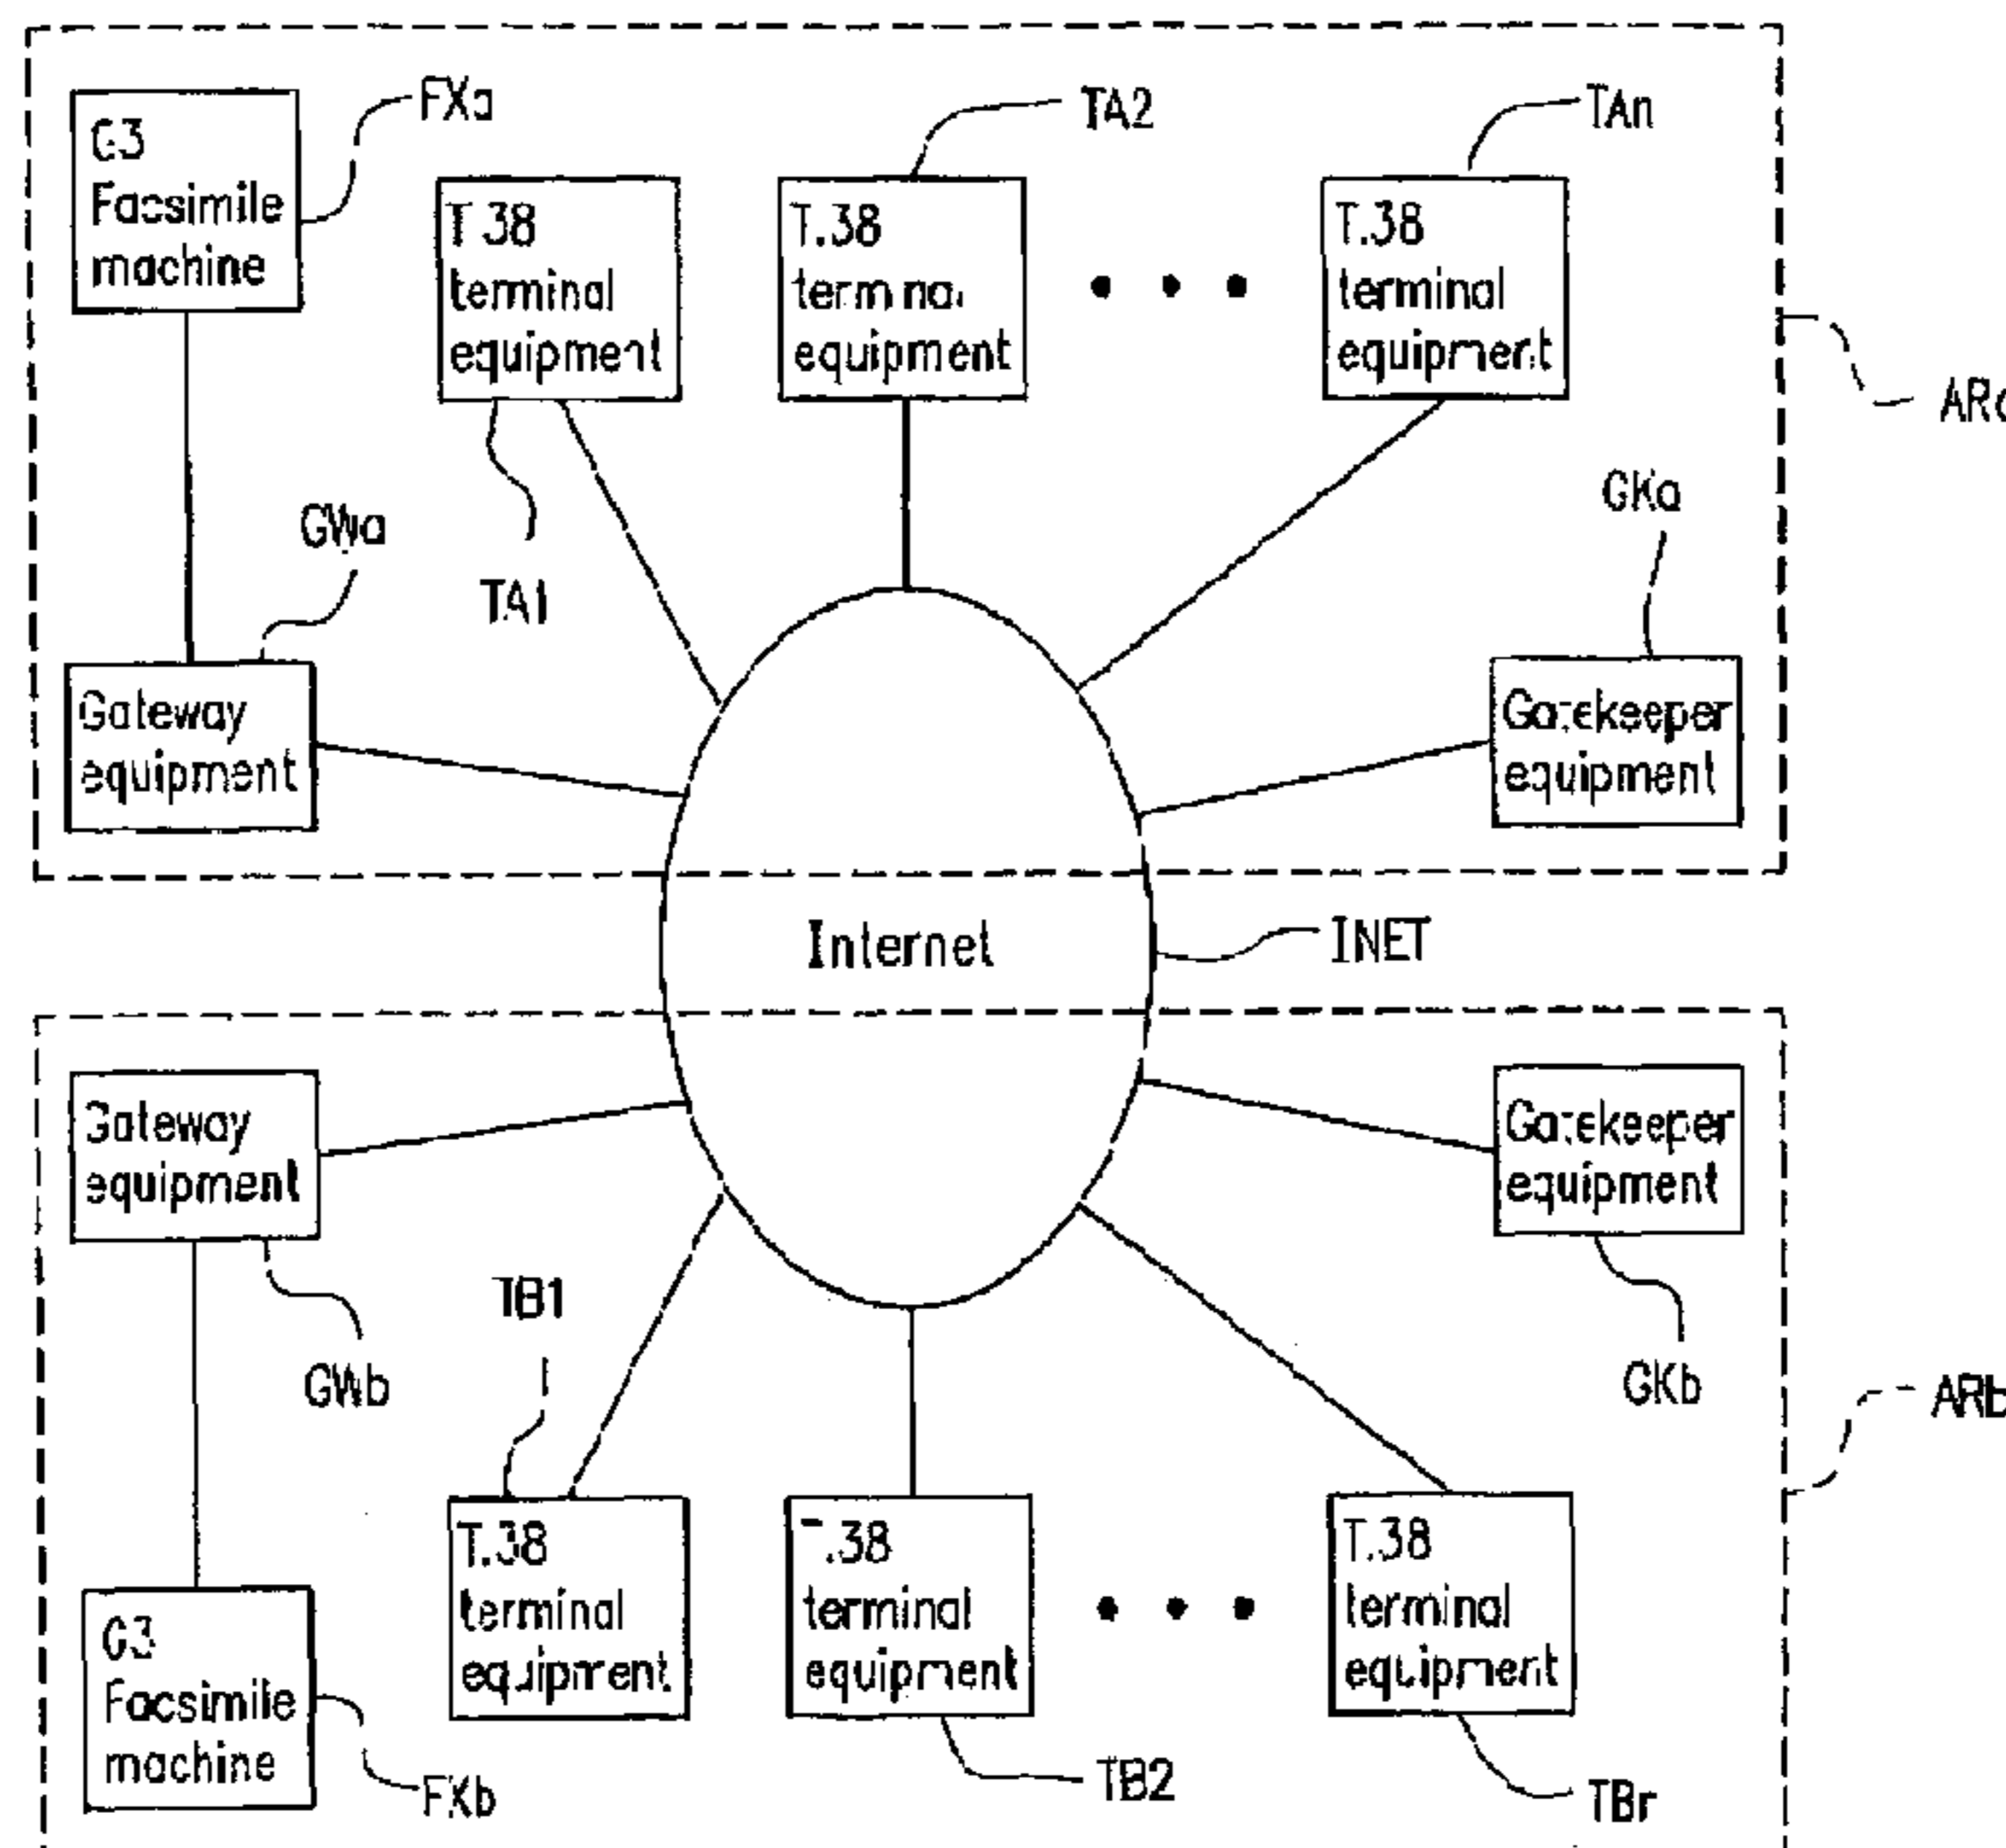 G3
Facsimile
machine
FXa
TA2
TAn
T.38
terminal
equipment
T.38
terminal
equipment
T.38
terminal
equipment
ARa
GWa
TA1
GKa
Gateway
equipment
Gatekeeper
equipment
Internet
INET
Gateway
equipment
Gatekeeper
equipment
TB1
GWb
GKb
ARb
T.38
terminal
equipment
T.38
terminal
equipment
T.38
terminal
equipment
G3
Facsimile
machine
FXb
TB2
TBr